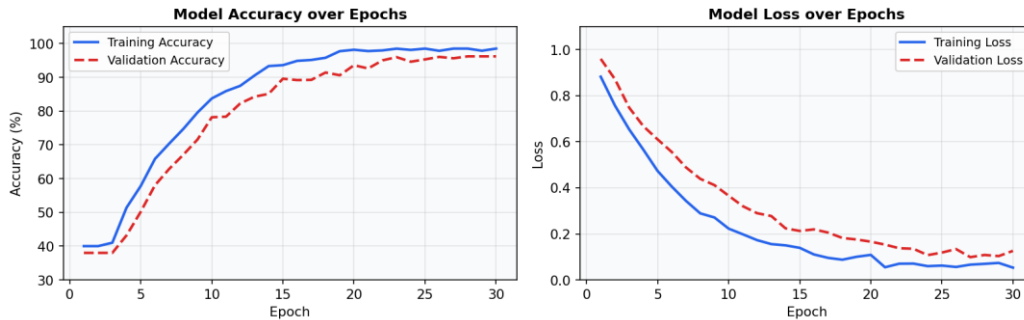 Model Accuracy over Epochs
Training Accuracy
Validation Accuracy
Accuracy (%)
100
90
80
70
60
50
40
30
0
5
10
15
20
25
30
Epoch
Model Loss over Epochs
Training Loss
Validation Loss
Loss
1.0
0.8
0.6
0.4
0.2
0.0
0
5
10
15
20
25
30
Epoch